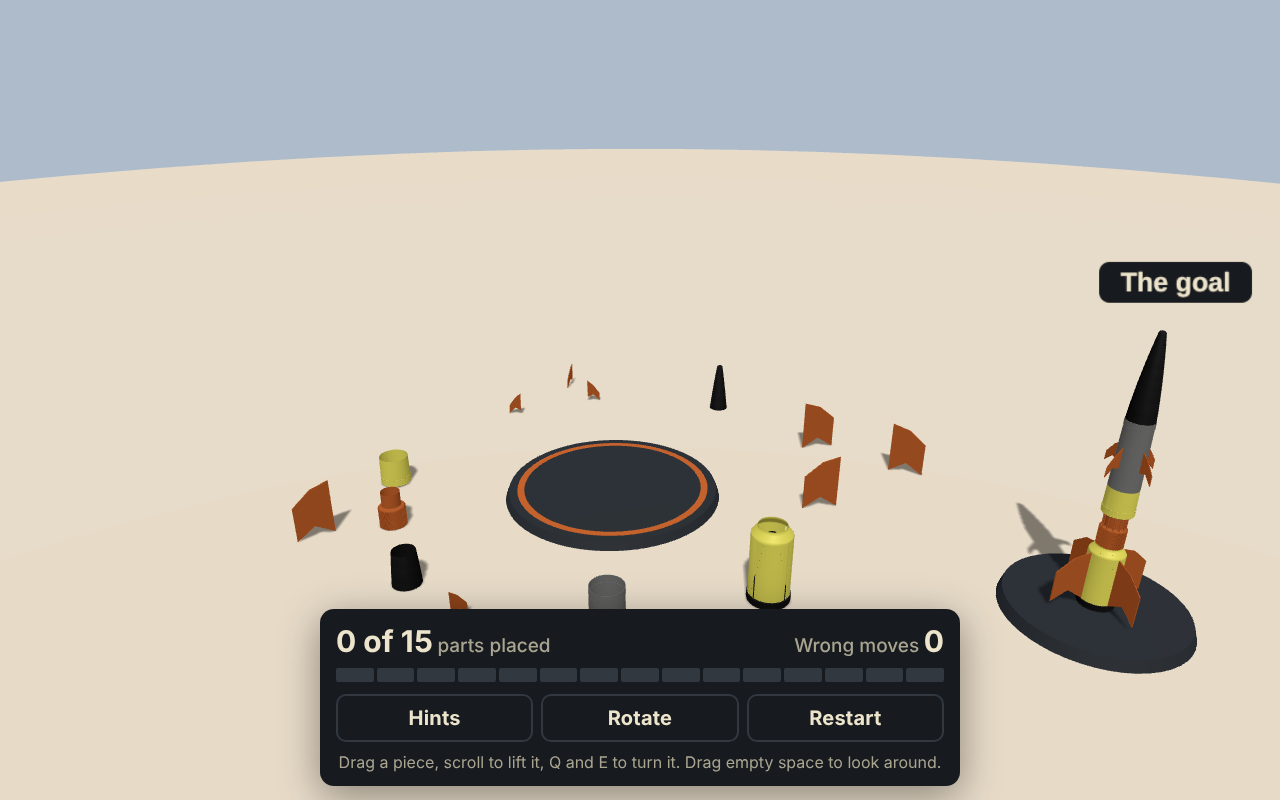 The goal
0 of 15 parts placed
Wrong moves 0
Hints
Rotate
Restart
Drag a piece, scroll to lift it, Q and E to turn it. Drag empty space to look around.